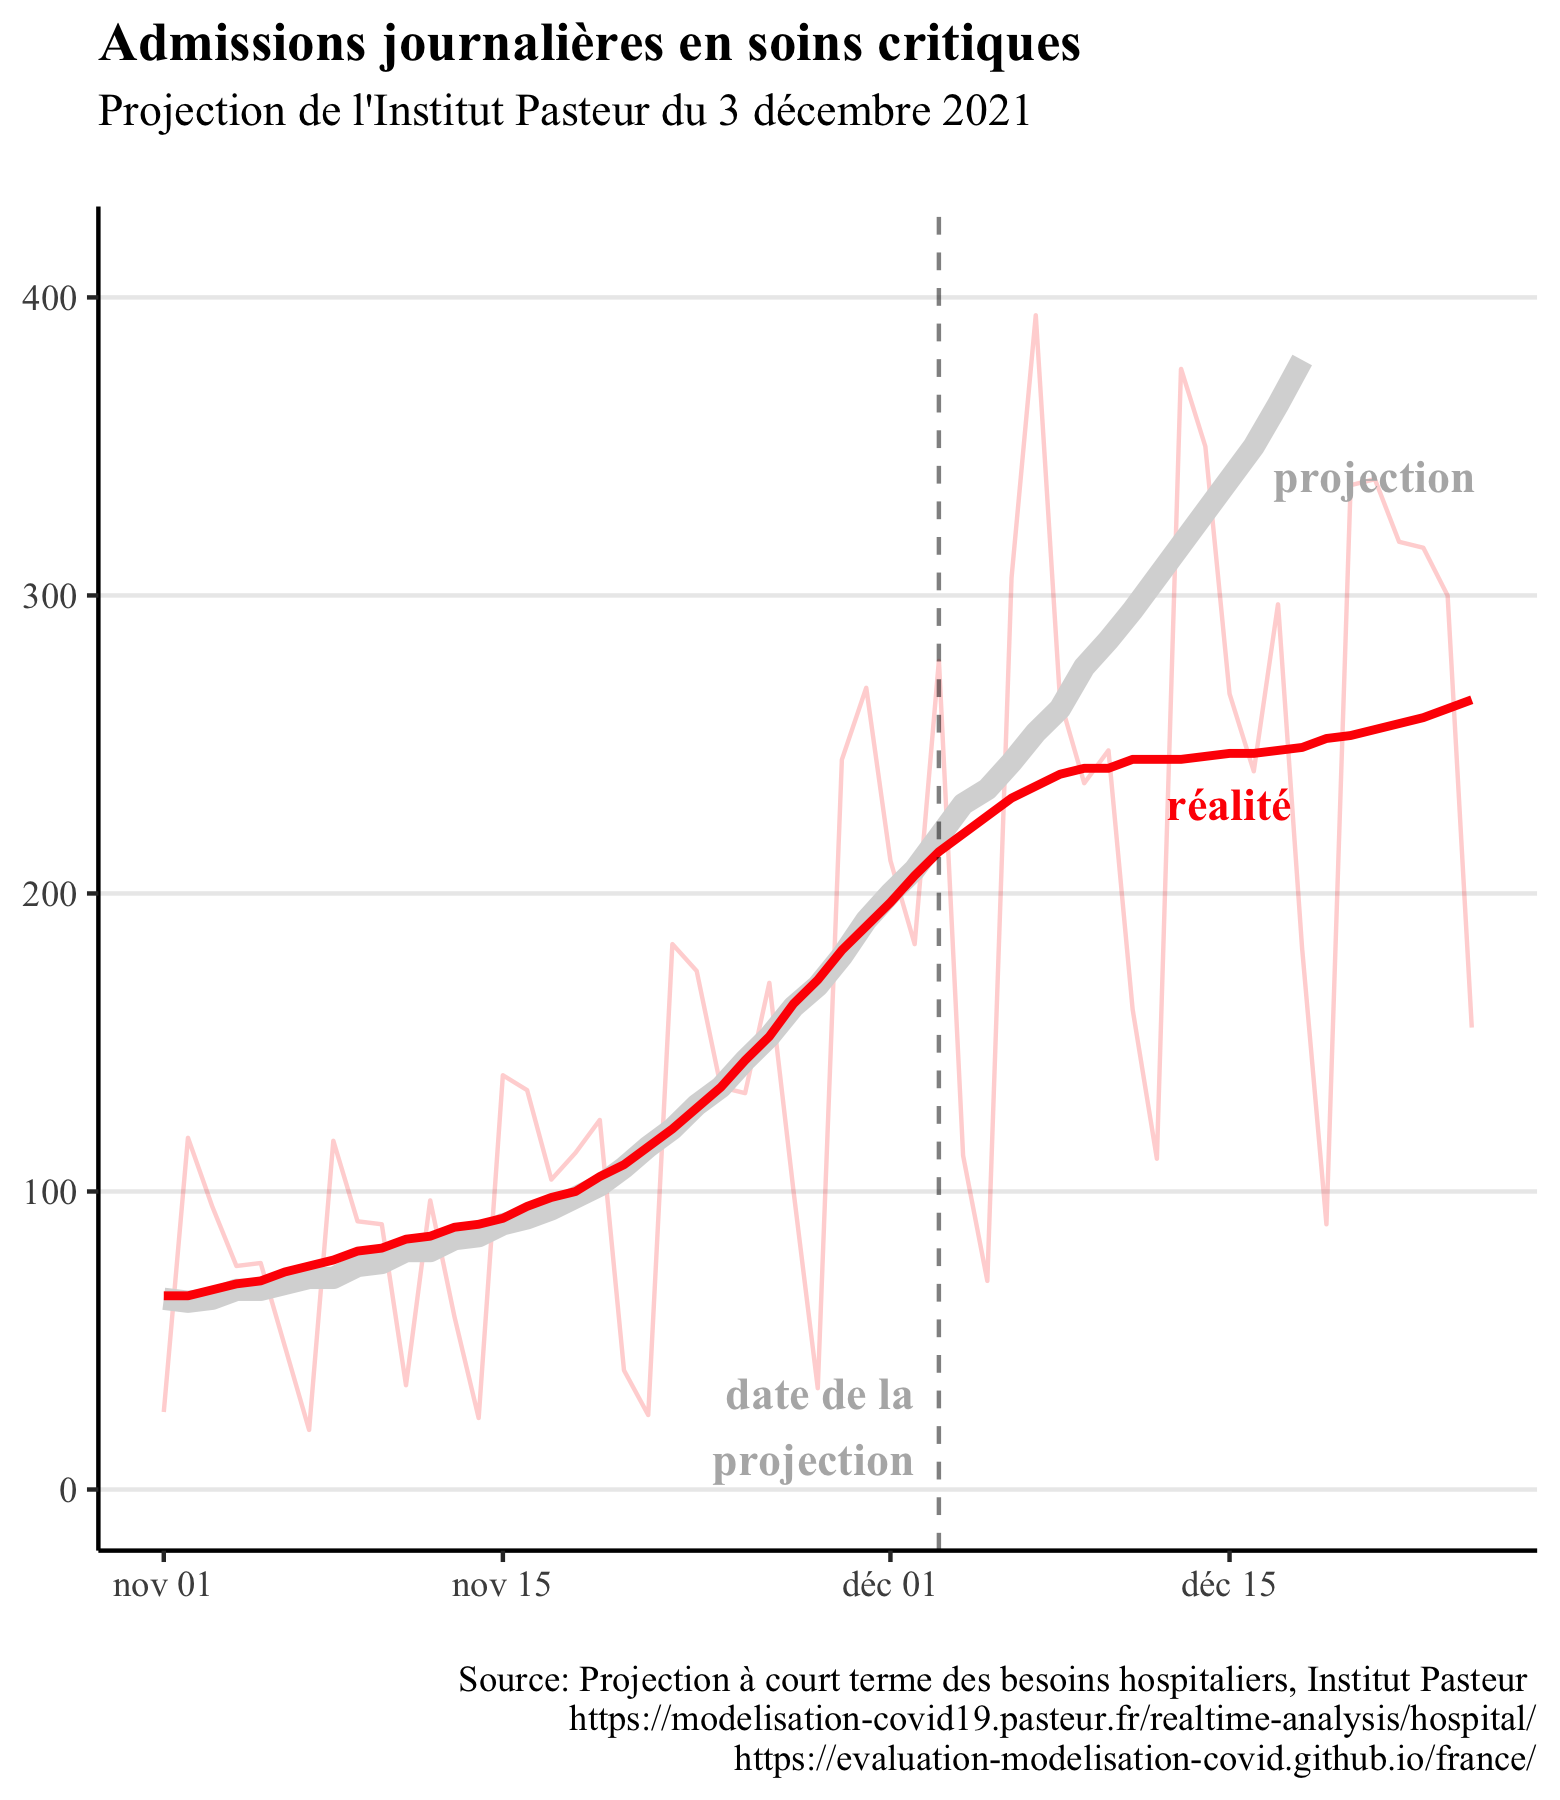 Admissions journalières en soins critiques
Projection de l'Institut Pasteur du 3 décembre 2021
400
300
200
100
0
projection
réalité
date de la
projection
nov 01
nov 15
déc 01
déc 15
Source: Projection à court terme des besoins hospitaliers, Institut Pasteur
https://modelisation-covid19.pasteur.fr/realtime-analysis/hospital/
https://evaluation-modelisation-covid.github.io/france/